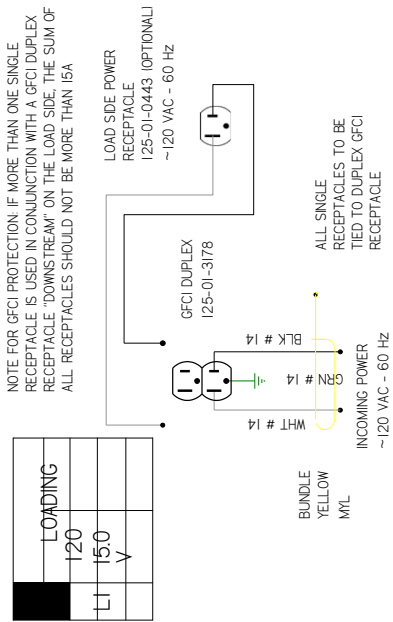 NOTE FOR GFCI PROTECTION: IF MORE THAN ONE SINGLE
RECEPTACLE IS USED IN CONJUNCTION WITH A GFCI DUPLEX
RECEPTACLE "DOWNSTREAM" ON THE LOAD SIDE, THE SUM OF
ALL RECEPTACLES SHOULD NOT BE MORE THAN 15A
LOAD SIDE POWER
RECEPTACLE
125-01-0443 (OPTIONAL)
~120 VAC - 60 Hz
GFCI DUPLEX
125-01-3178
ALL SINGLE
RECEPTACLES TO BE
TIED TO DUPLEX GFCI
RECEPTACLE
BLK # 14
GRN # 14
WHT # 14
INCOMING POWER
~120 VAC - 60 Hz
BUNDLE
YELLOW
MYL
LOADING
120
15.0
V
L1